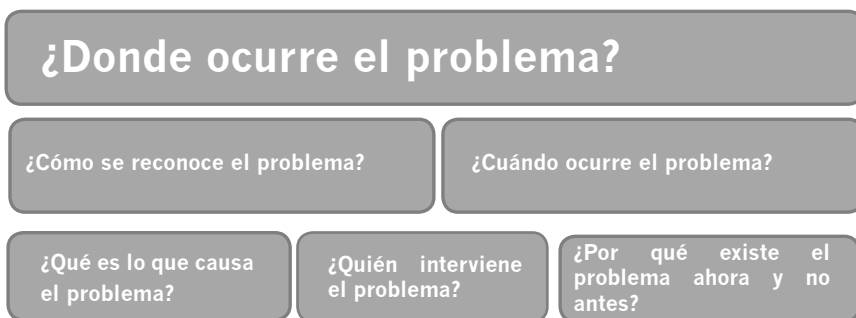 ¿Donde ocurre el problema?
¿Cómo se reconoce el problema?
¿Cuándo ocurre el problema?
¿Qué es lo que causa
el problema?
¿Quién interviene
el problema?
¿Por qué existe el
problema ahora y no
antes?